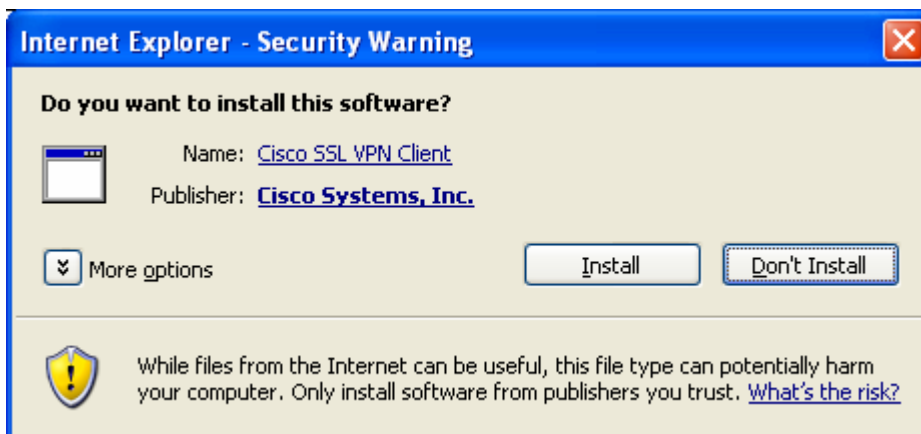 Internet Explorer - Security Warning
Do you want to install this software?
Name: Cisco SSL VPN Client
Publisher: Cisco Systems, Inc.
More options
Install
Don't Install
While files from the Internet can be useful, this file type can potentially harm
your computer. Only install software from publishers you trust. What's the risk?